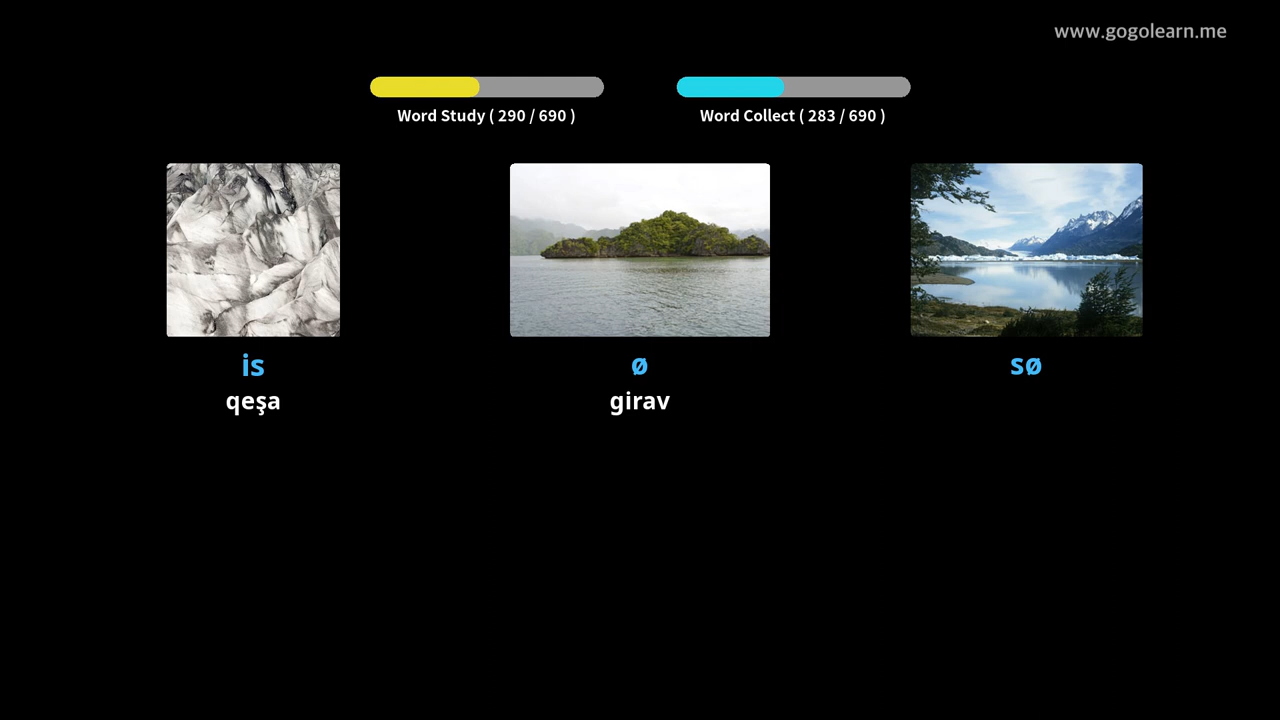 www.gogolearn.me
Word Study ( 290 / 690 )
Word Collect ( 283 / 690 )
is
qeşa
ø
girav
sø